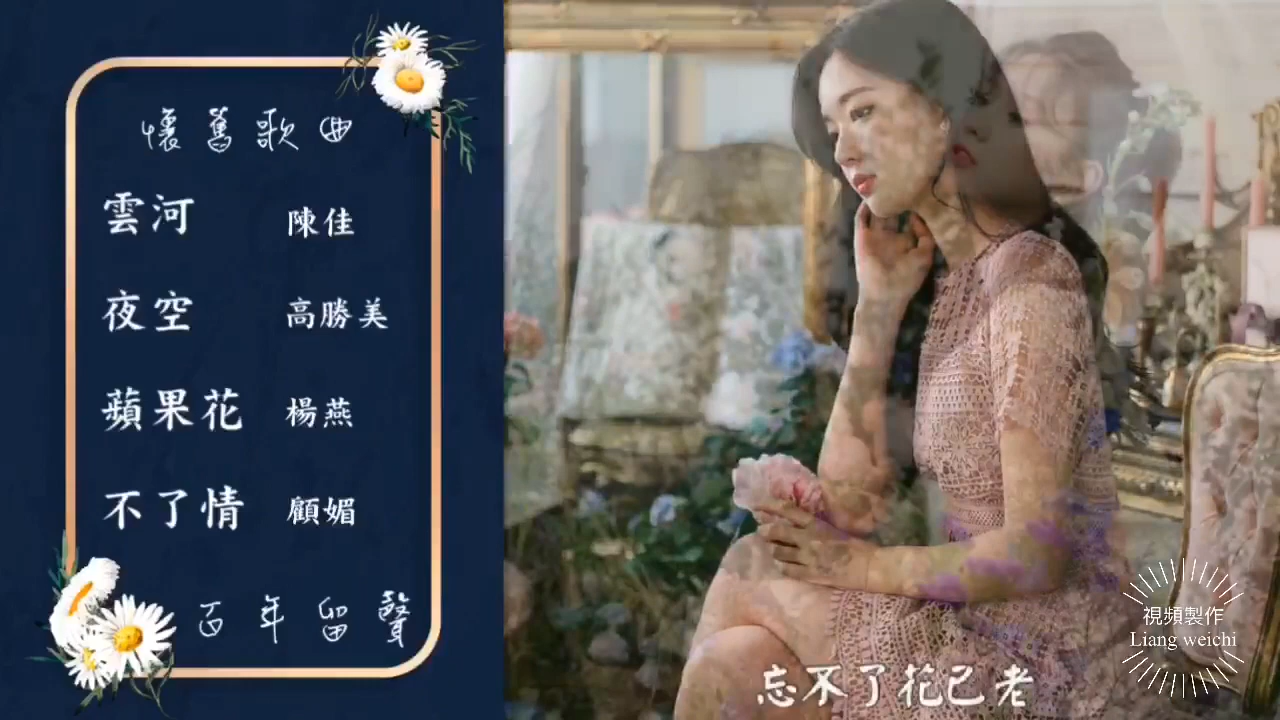 懷舊歌曲
雲河 陳佳
夜空 高勝美
蘋果花 楊燕
不了情 顧媚
百年留聲
忘不了花已老
視頻製作
Liang weichi